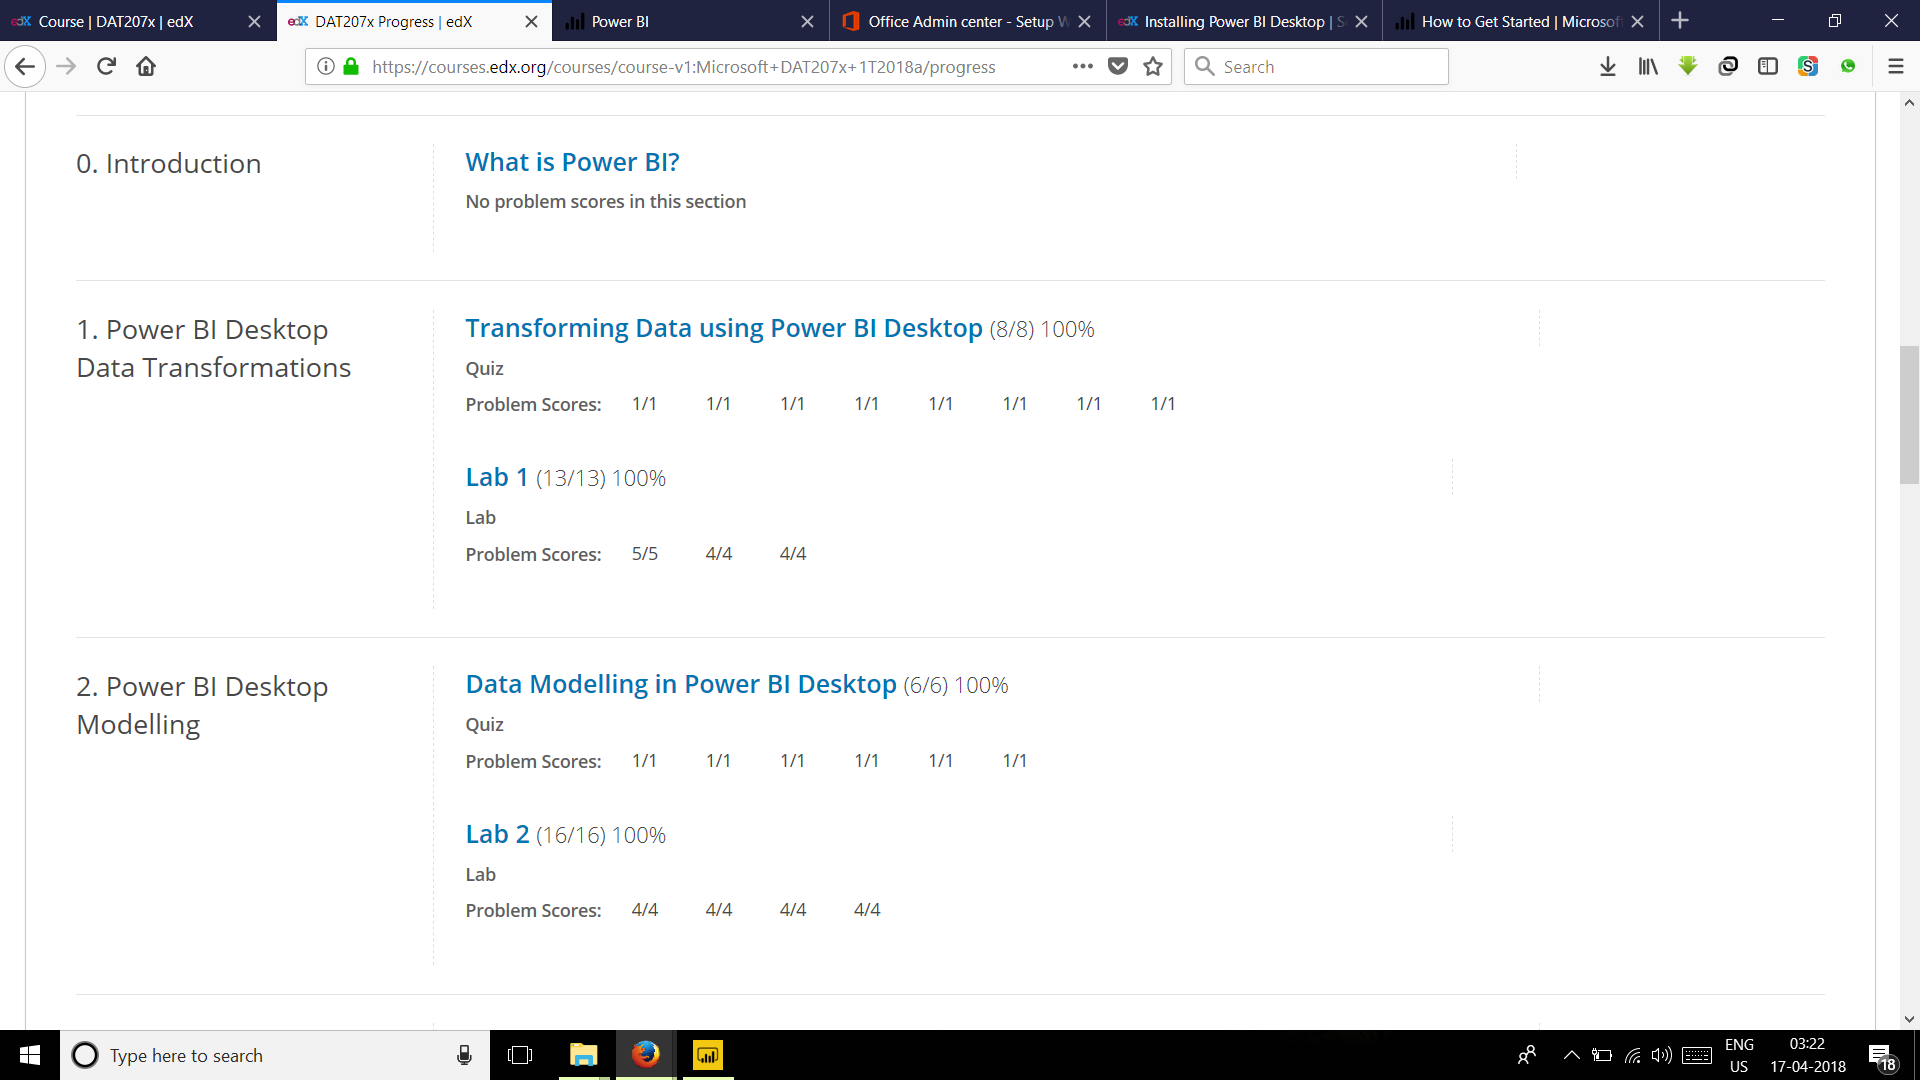 edX Course | DAT207x | edX
edX DAT207x Progress | edX
Power BI
Office Admin center - Setup W
edX Installing Power BI Desktop | S
How to Get Started | Microsof
https://courses.edx.org/courses/course-v1:Microsoft+DAT207x+1T2018a/progress
Search
0. Introduction
What is Power BI?
No problem scores in this section
1. Power BI Desktop
Data Transformations
Transforming Data using Power BI Desktop (8/8) 100%
Quiz
Problem Scores: 1/1 1/1 1/1 1/1 1/1 1/1 1/1 1/1
Lab 1 (13/13) 100%
Lab
Problem Scores: 5/5 4/4 4/4
2. Power BI Desktop
Modelling
Data Modelling in Power BI Desktop (6/6) 100%
Quiz
Problem Scores: 1/1 1/1 1/1 1/1 1/1 1/1
Lab 2 (16/16) 100%
Lab
Problem Scores: 4/4 4/4 4/4 4/4
Type here to search
ENG
US
03:22
17-04-2018
18